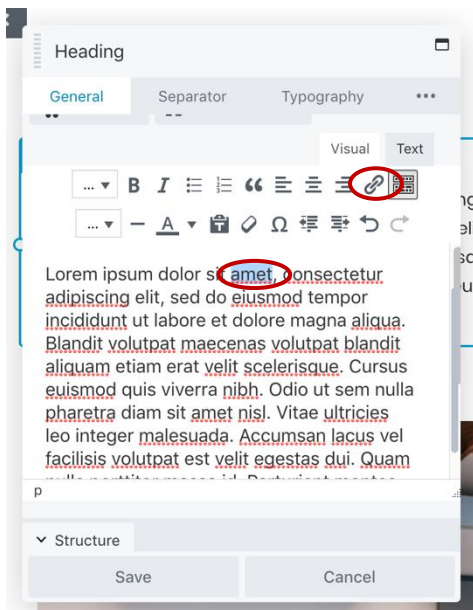 Heading
General Separator Typography
Visual Text
... B I
... A Ω
Lorem ipsum dolor sit amet, consectetur
adipiscing elit, sed do eiusmod tempor
incididunt ut labore et dolore magna aliqua.
Blandit volutpat maecenas volutpat blandit
aliquam etiam erat velit scelerisque. Cursus
euismod quis viverra nibh. Odio ut sem nulla
pharetra diam sit amet nisl. Vitae ultricies
leo integer malesuada. Accumsan lacus vel
facilisis volutpat est velit egestas dui. Quam
p
Structure
Save Cancel